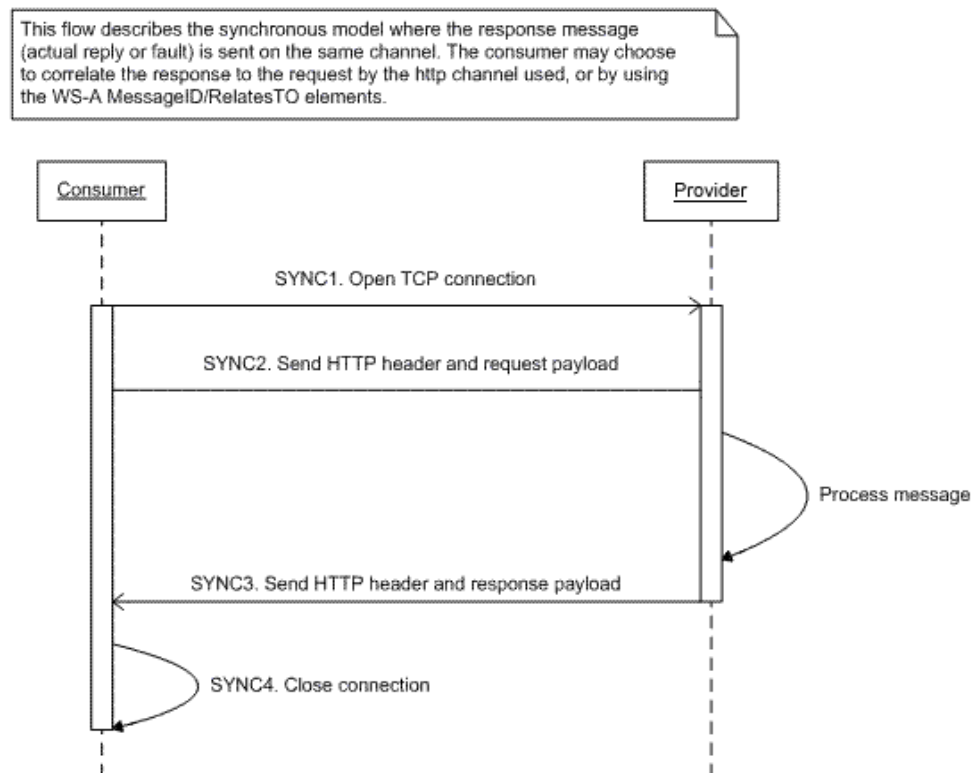 This flow describes the synchronous model where the response message
(actual reply or fault) is sent on the same channel. The consumer may choose
to correlate the response to the request by the http channel used, or by using
the WS-A MessageID/RelatesTO elements.
Consumer
Provider
SYNC1. Open TCP connection
SYNC2. Send HTTP header and request payload
Process message
SYNC3. Send HTTP header and response payload
SYNC4. Close connection